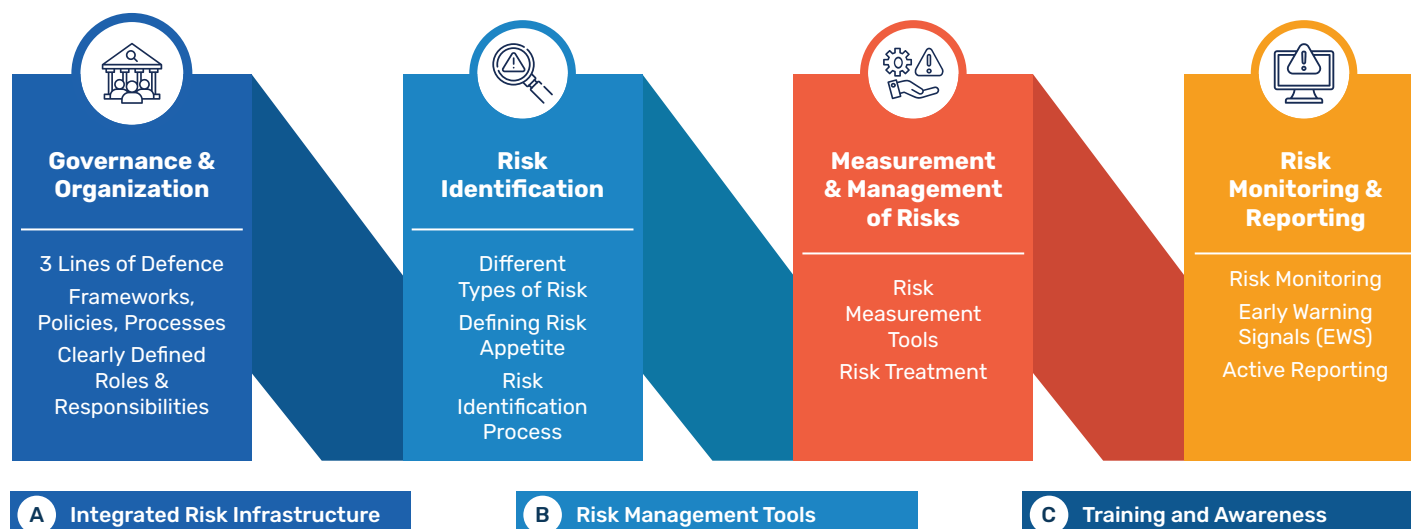 Governance &
Organization
3 Lines of Defence
Frameworks,
Policies, Processes
Clearly Defined
Roles &
Responsibilities
Risk
Identification
Different
Types of Risk
Defining Risk
Appetite
Risk
Identification
Process
Measurement
& Management
of Risks
Risk
Measurement
Tools
Risk Treatment
Risk
Monitoring &
Reporting
Risk Monitoring
Early Warning
Signals (EWS)
Active Reporting
A Integrated Risk Infrastructure
B Risk Management Tools
C Training and Awareness